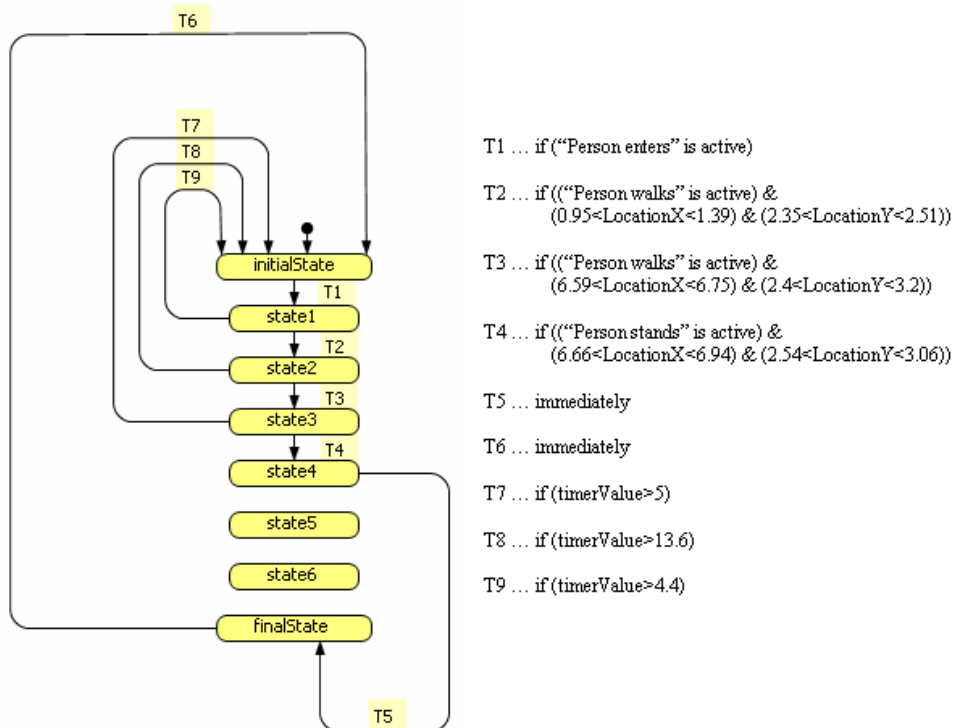 T6
T7
T8
T9
initialState
T1
state1
T2
state2
T3
state3
T4
state4
state5
state6
finalState
T5
T1 … if (“Person enters” is active)
T2 … if ((“Person walks” is active) &
(0.95<LocationX<1.39) & (2.35<LocationY<2.51))
T3 … if ((“Person walks” is active) &
(6.59<LocationX<6.75) & (2.4<LocationY<3.2))
T4 … if ((“Person stands” is active) &
(6.66<LocationX<6.94) & (2.54<LocationY<3.06))
T5 … immediately
T6 … immediately
T7 … if (timerValue>5)
T8 … if (timerValue>13.6)
T9 … if (timerValue>4.4)